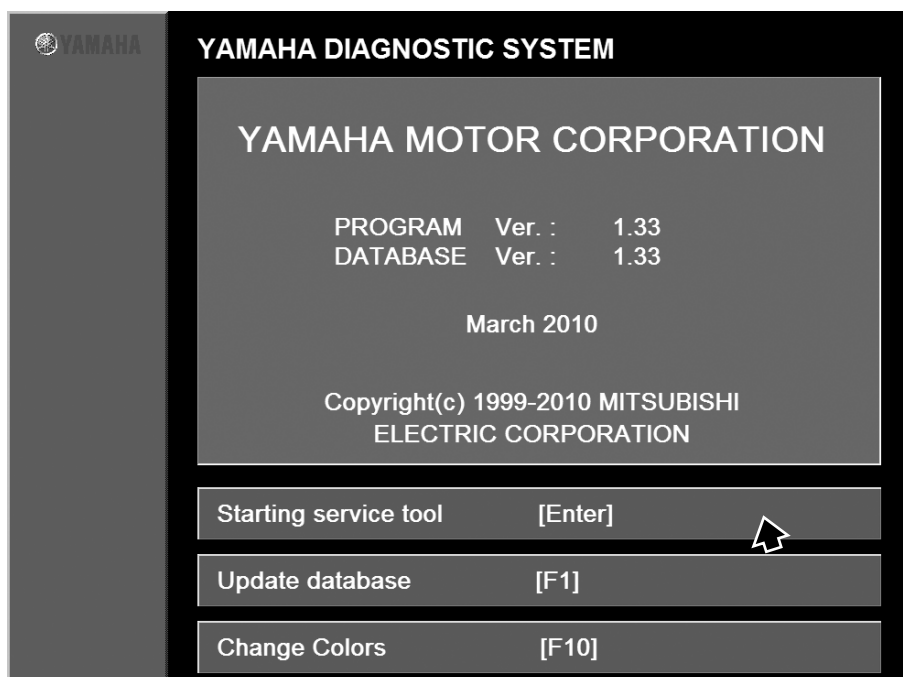 YAMAHA
YAMAHA DIAGNOSTIC SYSTEM
YAMAHA MOTOR CORPORATION
PROGRAM Ver. : 1.33
DATABASE Ver. : 1.33
March 2010
Copyright(c) 1999-2010 MITSUBISHI
ELECTRIC CORPORATION
Starting service tool [Enter]
Update database [F1]
Change Colors [F10]